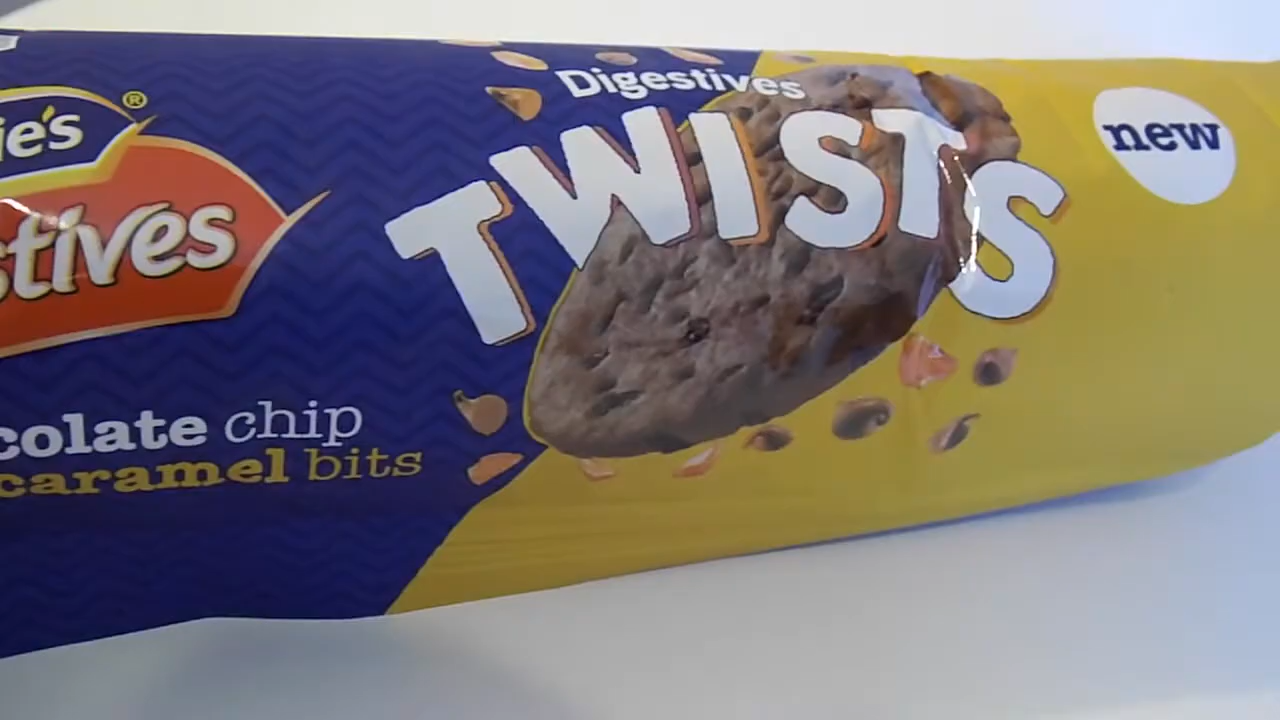 Digestives
TWISTS
new
ie's®
stives
colate chip
caramel bits